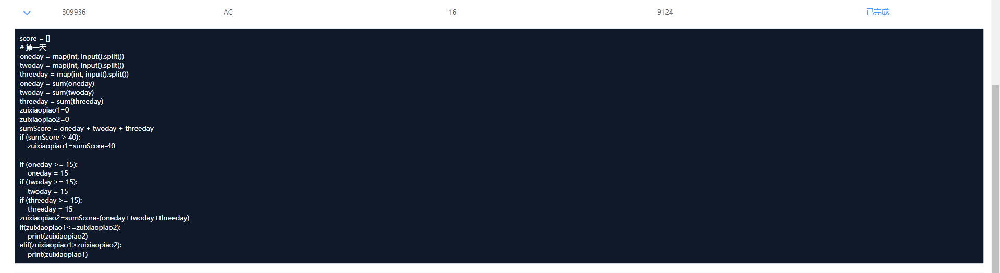 309936 AC 16 9124 已完成
score = []
# 第一天
oneday = map(int, input().split())
twoday = map(int, input().split())
threeday = map(int, input().split())
oneday = sum(oneday)
twoday = sum(twoday)
threeday = sum(threeday)
zuixiaopiao1=0
zuixiaopiao2=0
sumScore = oneday + twoday + threeday
if (sumScore > 40):
    zuixiaopiao1=sumScore-40
if (oneday >= 15):
    oneday = 15
if (twoday >= 15):
    twoday = 15
if (threeday >= 15):
    threeday = 15
zuixiaopiao2=sumScore-(oneday+twoday+threeday)
if(zuixiaopiao1<=zuixiaopiao2):
    print(zuixiaopiao2)
elif(zuixiaopiao1>zuixiaopiao2):
    print(zuixiaopiao1)